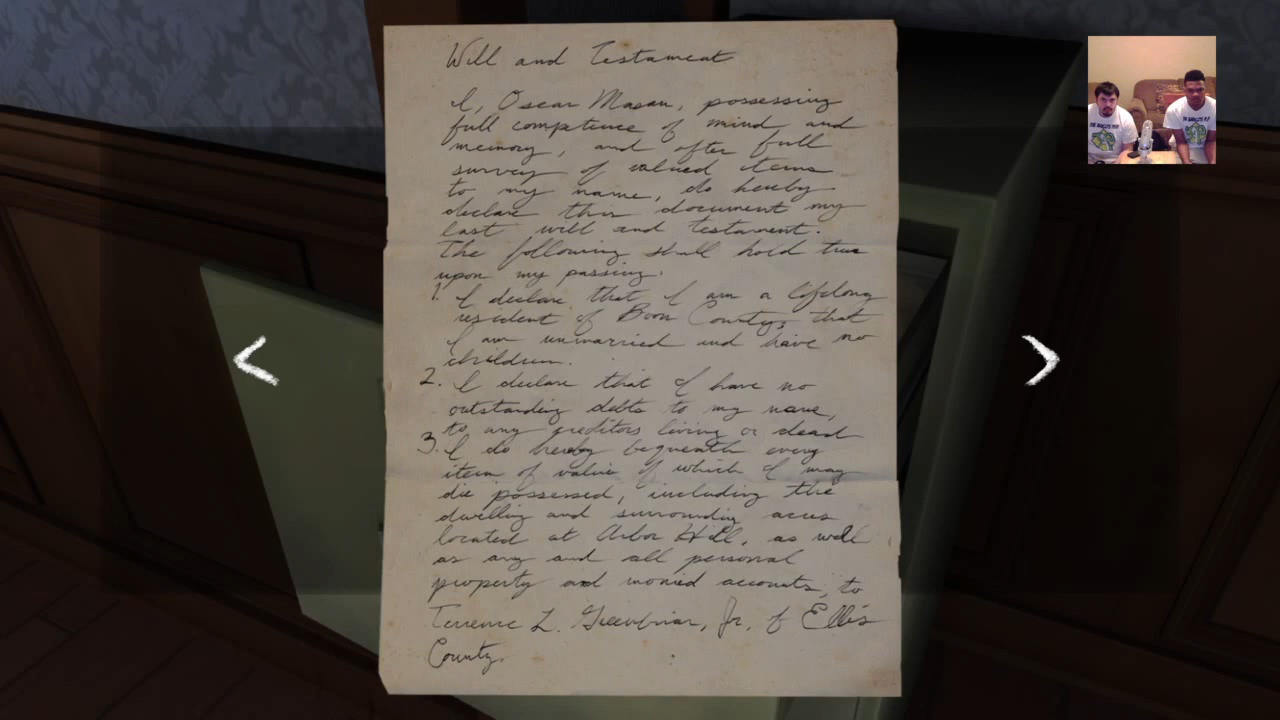 Will and Testament
I, Oscar Masan, possessing
full competence of mind and
memory, and after full
survey of valued items
to my name, do hereby
declare this document my
last will and testament.
The following shall hold true
upon my passing:
1. I declare that I am a lifelong
resident of Boon County, that
I am unmarried and have no
children.
2. I declare that I have no
outstanding debts to my name,
to any creditors living or dead
3. I do hereby bequeath every
item of value of which I may
die possessed, including the
dwelling and surrounding acres
located at Arbor Hill, as well
as any and all personal
property and monied accounts, to
Terrence L. Greenbriar, Jr. of Ellis
County.